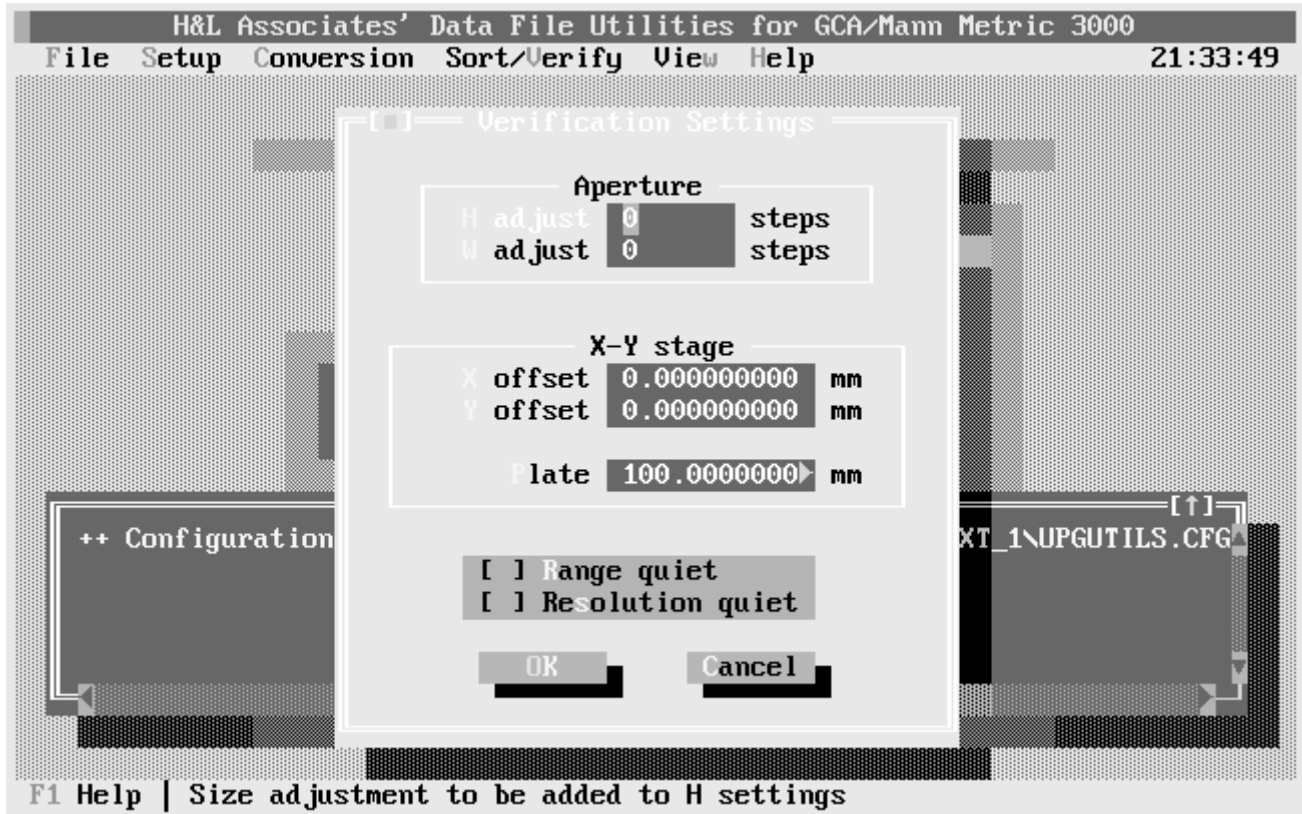 H&L Associates' Data File Utilities for GCA/Mann Metric 3000
File Setup Conversion Sort/Verify View Help 21:33:49
[■] Verification Settings
Aperture
H adjust 0 steps
W adjust 0 steps
X-Y stage
X offset 0.000000000 mm
Y offset 0.000000000 mm
Plate 100.0000000 mm
[↑]
++ Configuration XT_1\UPGUTILS.CFG
[ ] Range quiet
[ ] Resolution quiet
OK Cancel
F1 Help | Size adjustment to be added to H settings